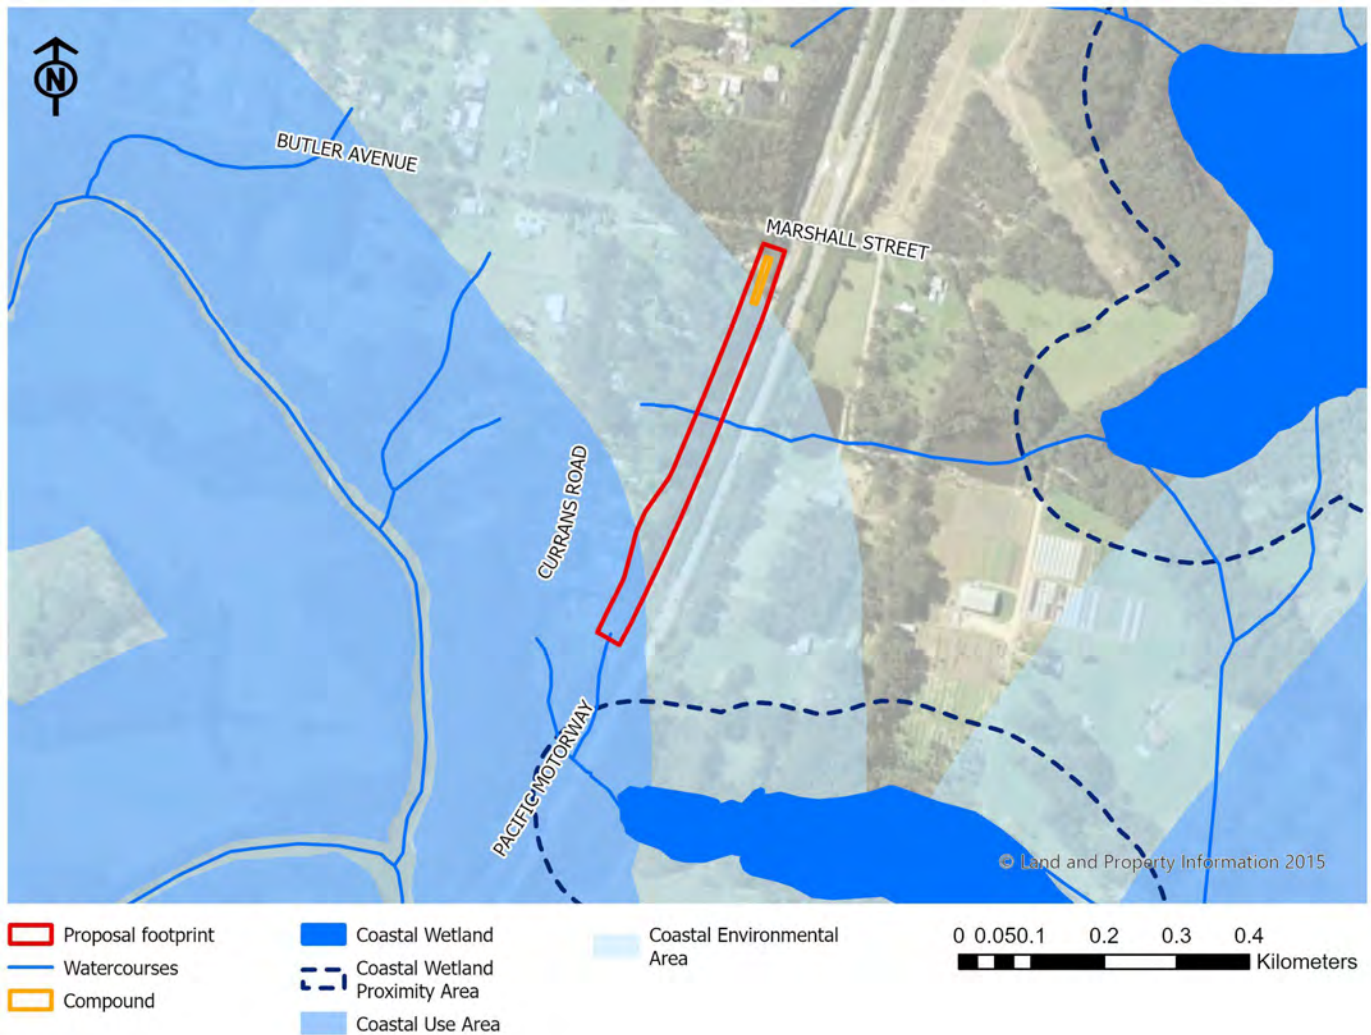 N
BUTLER AVENUE
MARSHALL STREET
CURRANS ROAD
PACIFIC MOTORWAY
© Land and Property Information 2015
Proposal footprint
Watercourses
Compound
Coastal Wetland
Coastal Wetland
Proximity Area
Coastal Use Area
Coastal Environmental
Area
0 0.050.1 0.2 0.3 0.4
Kilometers